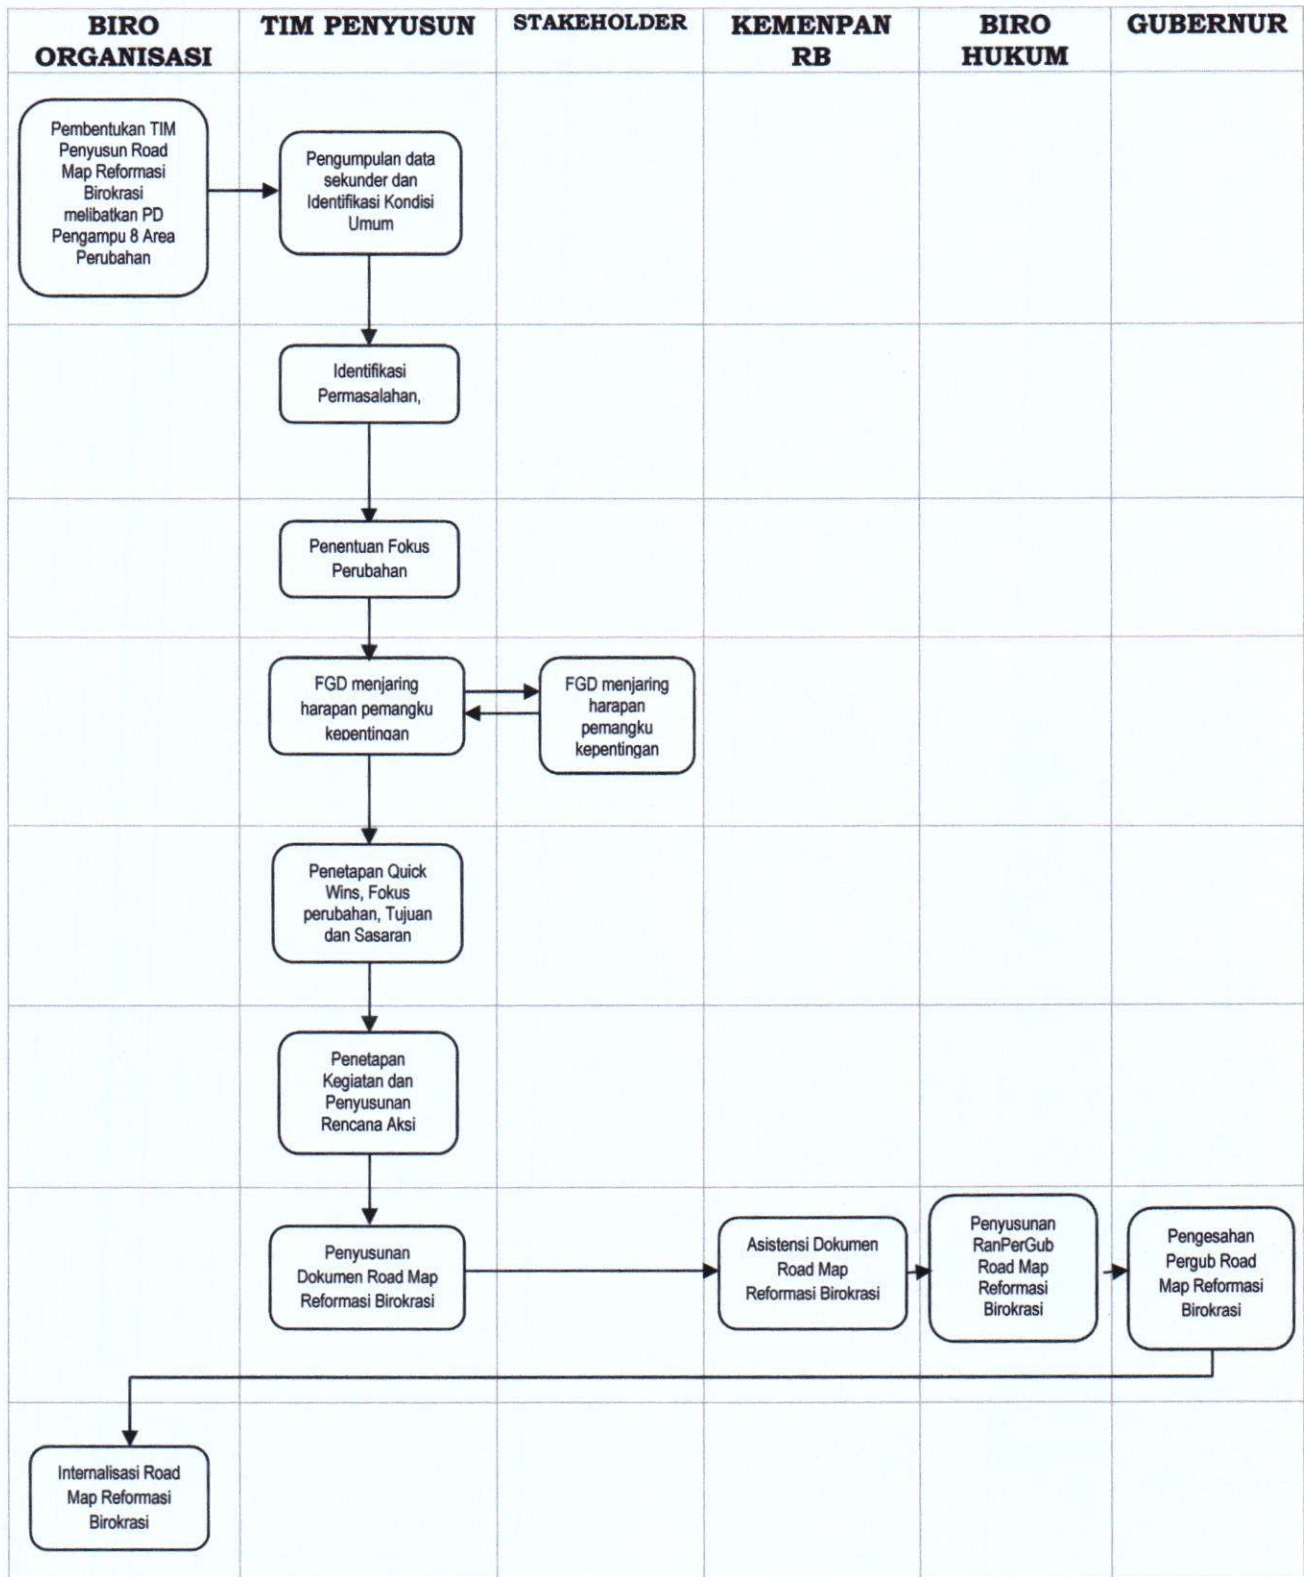 BIRO
ORGANISASI
TIM PENYUSUN
STAKEHOLDER
KEMENPAN
RB
BIRO
HUKUM
GUBERNUR
Pembentukan TIM
Penyusun Road
Map Reformasi
Birokrasi
melibatkan PD
Pengampu 8 Area
Perubahan
Pengumpulan data
sekunder dan
Identifikasi Kondisi
Umum
Identifikasi
Permasalahan,
Penentuan Fokus
Perubahan
FGD menjaring
harapan pemangku
kepentingan
FGD menjaring
harapan
pemangku
kepentingan
Penetapan Quick
Wins, Fokus
perubahan, Tujuan
dan Sasaran
Penetapan
Kegiatan dan
Penyusunan
Rencana Aksi
Penyusunan
Dokumen Road Map
Reformasi Birokrasi
Asistensi Dokumen
Road Map
Reformasi Birokrasi
Penyusunan
RanPerGub
Road Map
Reformasi
Birokrasi
Pengesahan
Pergub Road
Map Reformasi
Birokrasi
Internalisasi Road
Map Reformasi
Birokrasi